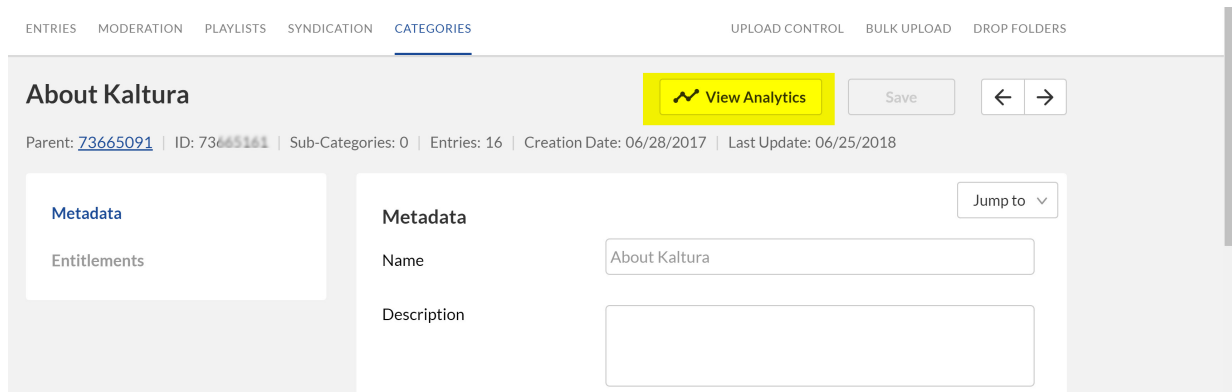 ENTRIES MODERATION PLAYLISTS SYNDICATION CATEGORIES UPLOAD CONTROL BULK UPLOAD DROP FOLDERS
About Kaltura View Analytics Save
Parent: 73665091 | ID: | Sub-Categories: 0 | Entries: 16 | Creation Date: 06/28/2017 | Last Update: 06/25/2018
Jump to
Metadata Metadata
Name About Kaltura
Entitlements
Description